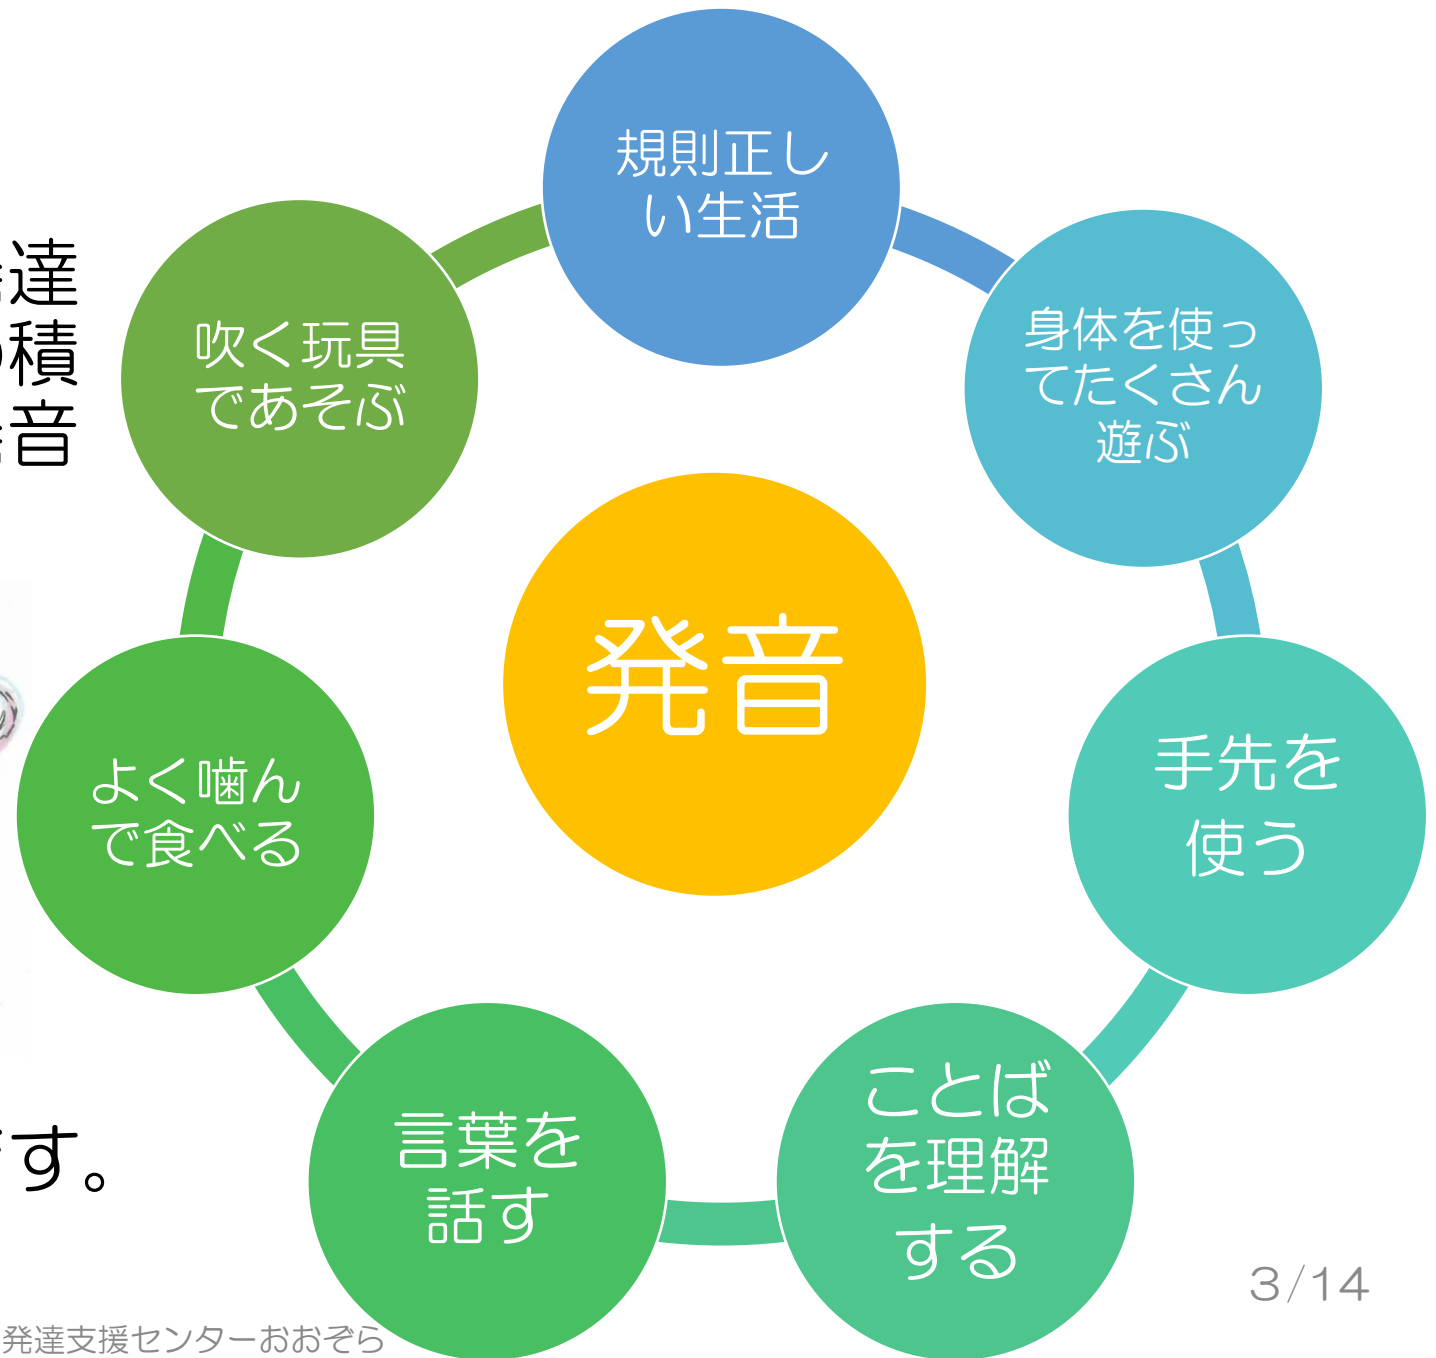 達
の積
発音
規則正し
い生活
身体を使っ
てたくさん
遊ぶ
手先を
使う
ことば
を理解
する
言葉を
話す
よく噛ん
で食べる
吹く玩具
であそぶ
発音
です。
3/14
発達支援センターおおぞら